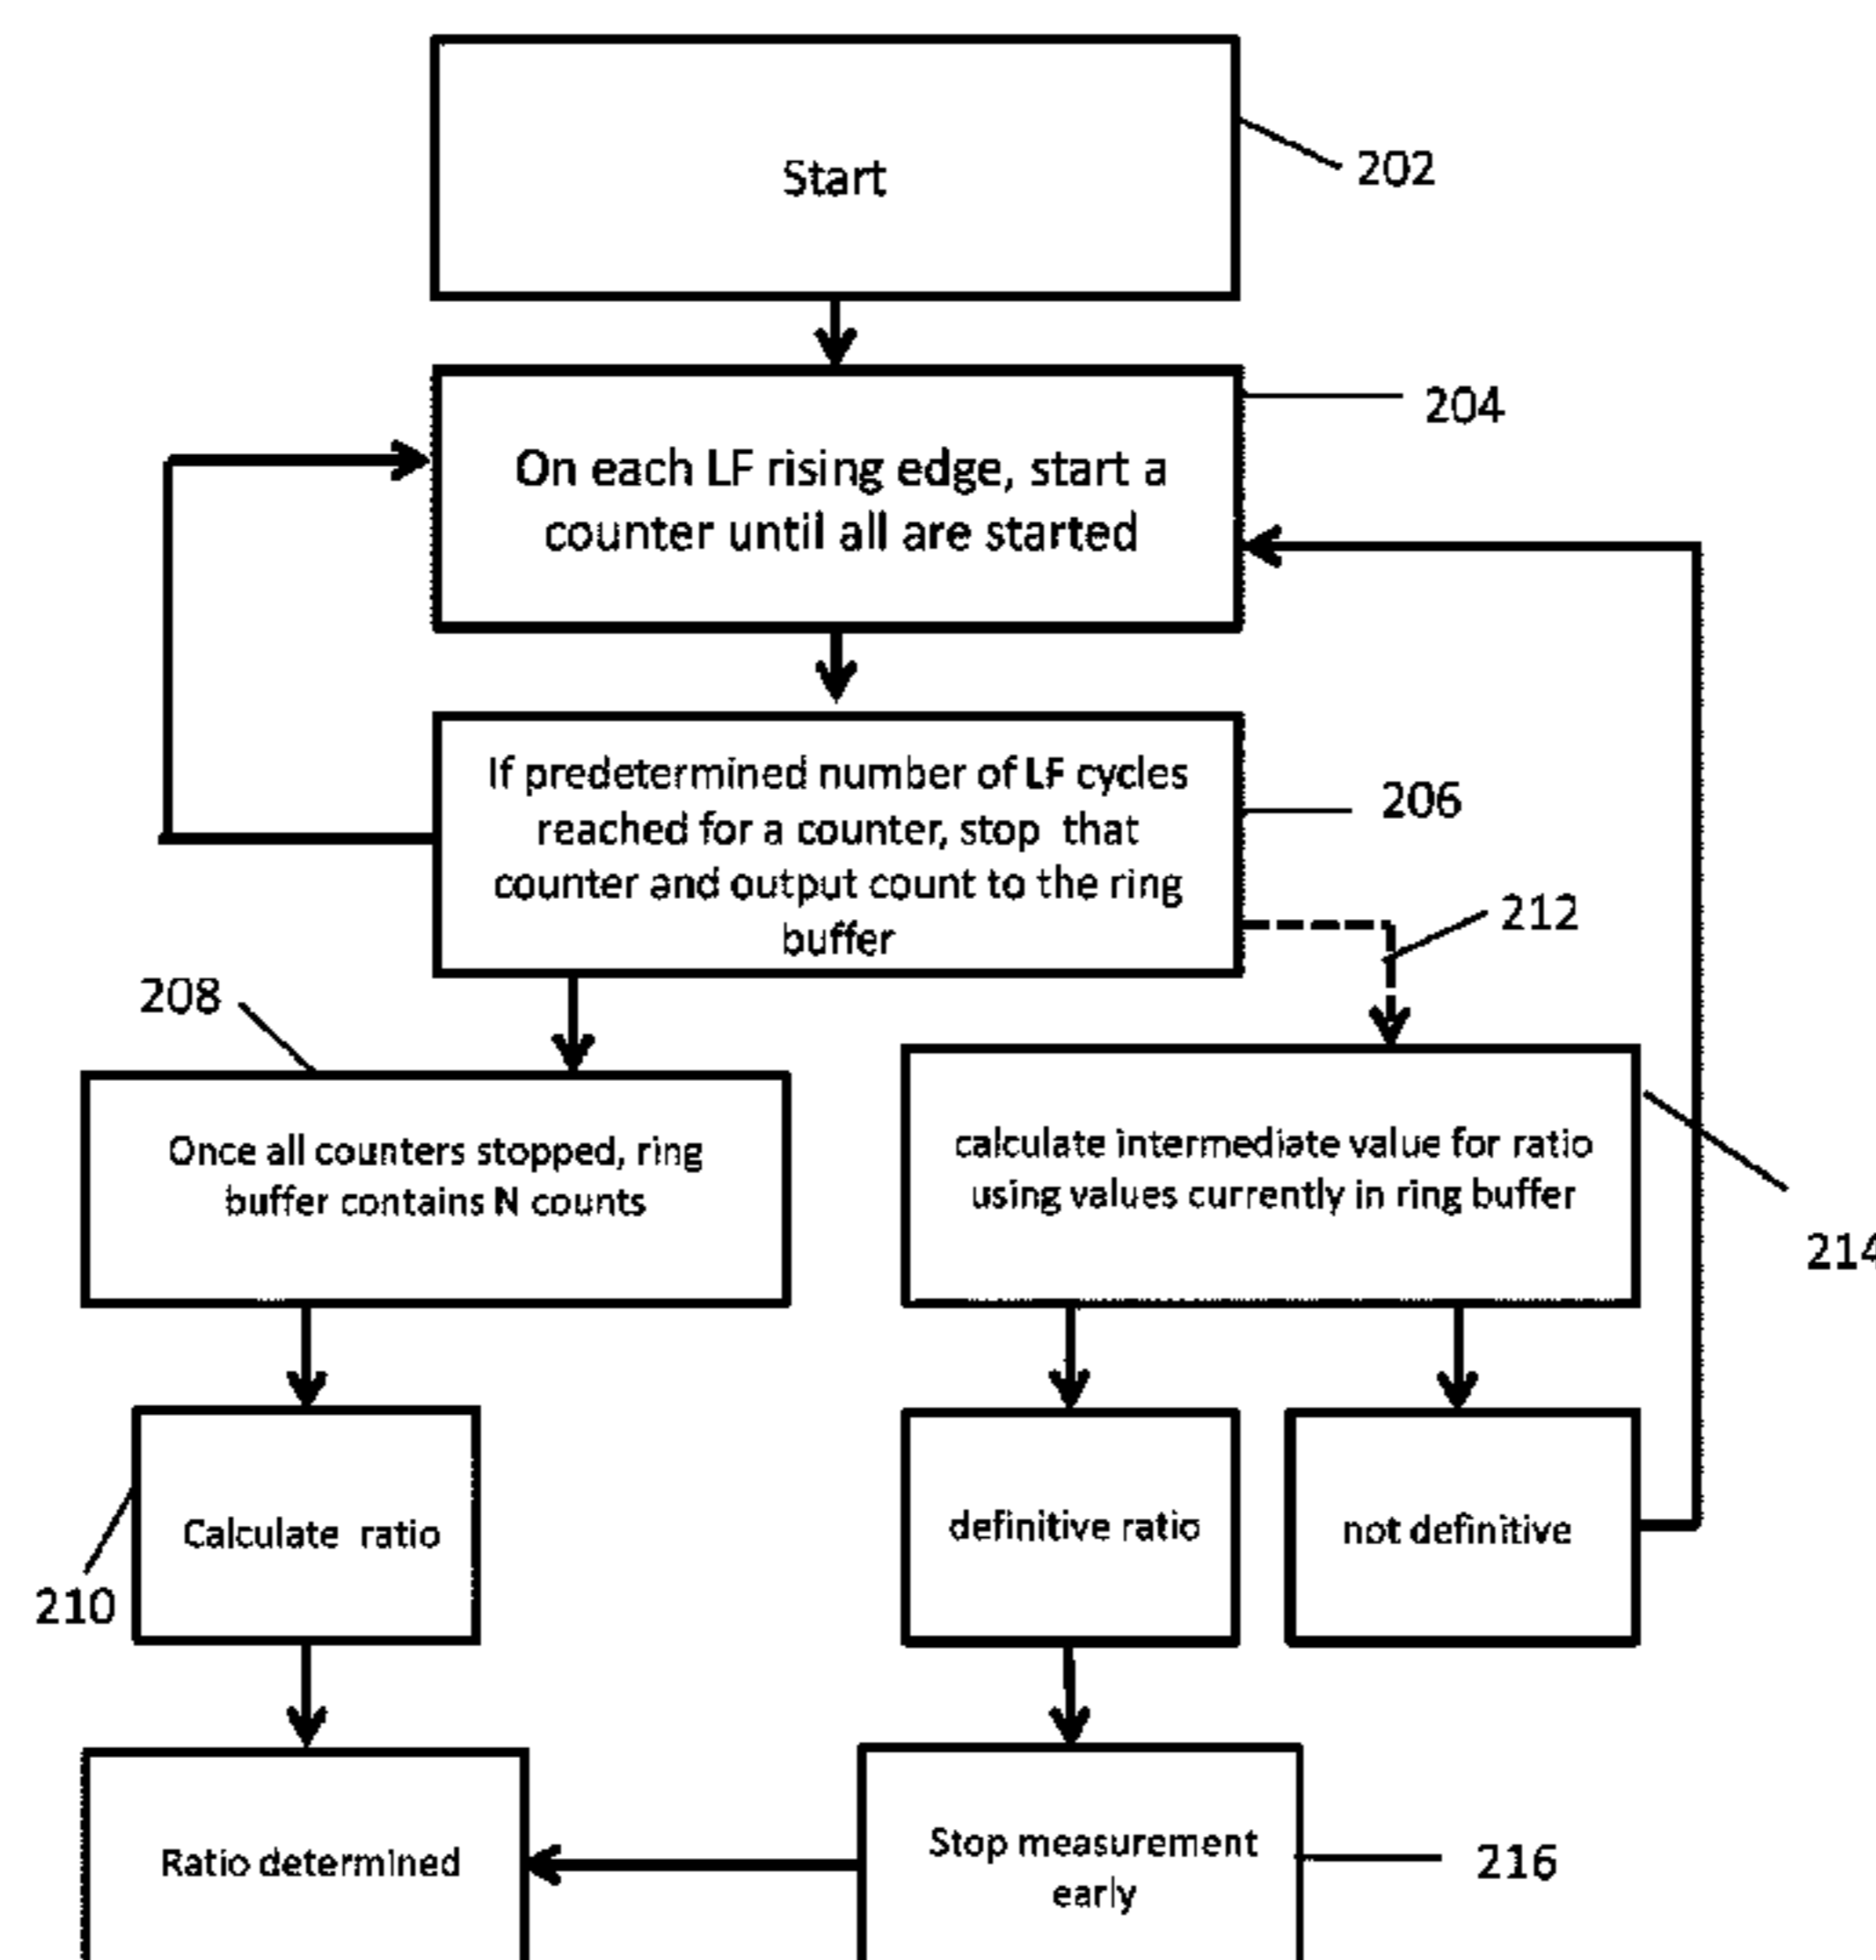 Start
202
On each LF rising edge, start a
counter until all are started
204
If predetermined number of LF cycles
reached for a counter, stop that
counter and output count to the ring
buffer
206
212
208
Once all counters stopped, ring
buffer contains N counts
calculate intermediate value for ratio
using values currently in ring buffer
214
Calculate ratio
210
definitive ratio
not definitive
Ratio determined
Stop measurement
early
216